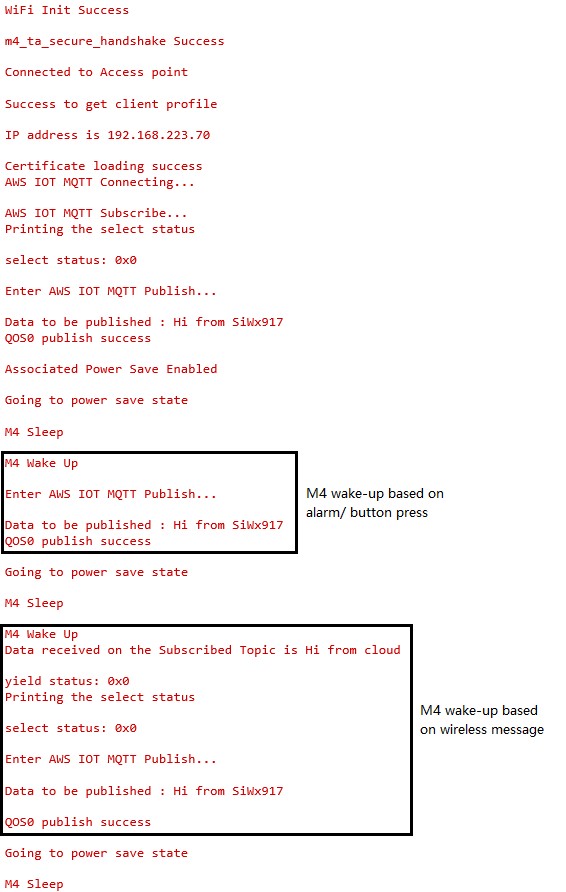 WiFi Init Success
m4_ta_secure_handshake Success
Connected to Access point
Success to get client profile
IP address is 192.168.223.70
Certificate loading success
AWS IOT MQTT Connecting...
AWS IOT MQTT Subscribe...
Printing the select status
select status: 0x0
Enter AWS IOT MQTT Publish...
Data to be published : Hi from SiWx917
QOS0 publish success
Associated Power Save Enabled
Going to power save state
M4 Sleep
M4 Wake Up
Enter AWS IOT MQTT Publish...
Data to be published : Hi from SiWx917
QOS0 publish success
M4 wake-up based on
alarm/ button press
Going to power save state
M4 Sleep
M4 Wake Up
Data received on the Subscribed Topic is Hi from cloud
yield status: 0x0
Printing the select status
select status: 0x0
Enter AWS IOT MQTT Publish...
Data to be published : Hi from SiWx917
QOS0 publish success
M4 wake-up based
on wireless message
Going to power save state
M4 Sleep